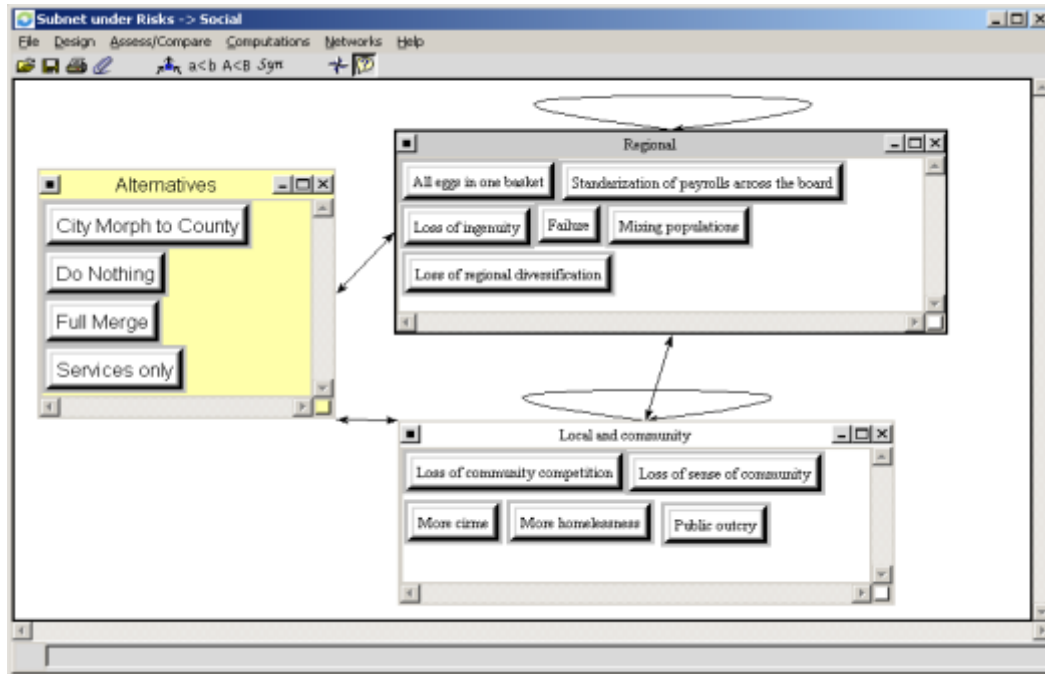 Subnet under Risks -> Social
File Design Assess/Compare Computations Networks Help
a<b A<B Syn
Alternatives
City Morph to County
Do Nothing
Full Merge
Services only
Regional
All eggs in one basket Standarization of payrolls across the board
Loss of ingenuity Failure Mixing populations
Loss of regional diversification
Local and community
Loss of community competition Loss of sense of community
More cirme More homelessness Public outcry